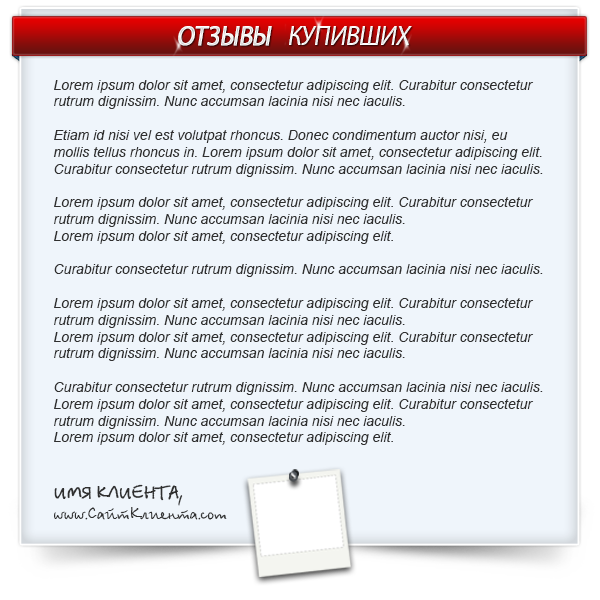 ОТЗЫВЫ КУПИВШИХ
Lorem ipsum dolor sit amet, consectetur adipiscing elit. Curabitur consectetur
rutrum dignissim. Nunc accumsan lacinia nisi nec iaculis.
Etiam id nisi vel est volutpat rhoncus. Donec condimentum auctor nisi, eu
mollis tellus rhoncus in. Lorem ipsum dolor sit amet, consectetur adipiscing elit.
Curabitur consectetur rutrum dignissim. Nunc accumsan lacinia nisi nec iaculis.
Lorem ipsum dolor sit amet, consectetur adipiscing elit. Curabitur consectetur
rutrum dignissim. Nunc accumsan lacinia nisi nec iaculis.
Lorem ipsum dolor sit amet, consectetur adipiscing elit.
Curabitur consectetur rutrum dignissim. Nunc accumsan lacinia nisi nec iaculis.
Lorem ipsum dolor sit amet, consectetur adipiscing elit. Curabitur consectetur
rutrum dignissim. Nunc accumsan lacinia nisi nec iaculis.
Lorem ipsum dolor sit amet, consectetur adipiscing elit. Curabitur consectetur
rutrum dignissim. Nunc accumsan lacinia nisi nec iaculis.
Curabitur consectetur rutrum dignissim. Nunc accumsan lacinia nisi nec iaculis.
Lorem ipsum dolor sit amet, consectetur adipiscing elit. Curabitur consectetur
rutrum dignissim. Nunc accumsan lacinia nisi nec iaculis.
Lorem ipsum dolor sit amet, consectetur adipiscing elit.
ИМЯ КЛИЕНТА,
www.СайтКлиента.com